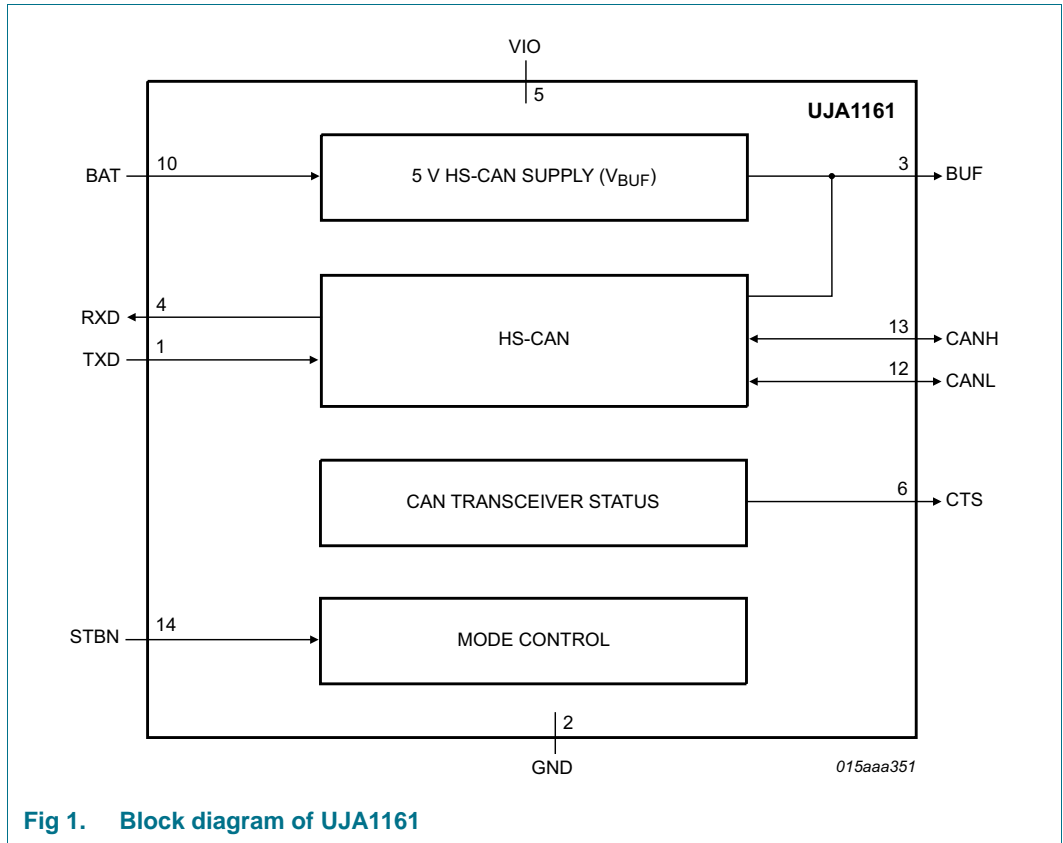 VIO
5
UJA1161
BAT
10
5 V HS-CAN SUPPLY (VBUF)
3
BUF
RXD
4
TXD
1
HS-CAN
13
CANH
12
CANL
CAN TRANSCEIVER STATUS
6
CTS
STBN
14
MODE CONTROL
2
GND
015aaa351
Fig 1. Block diagram of UJA1161